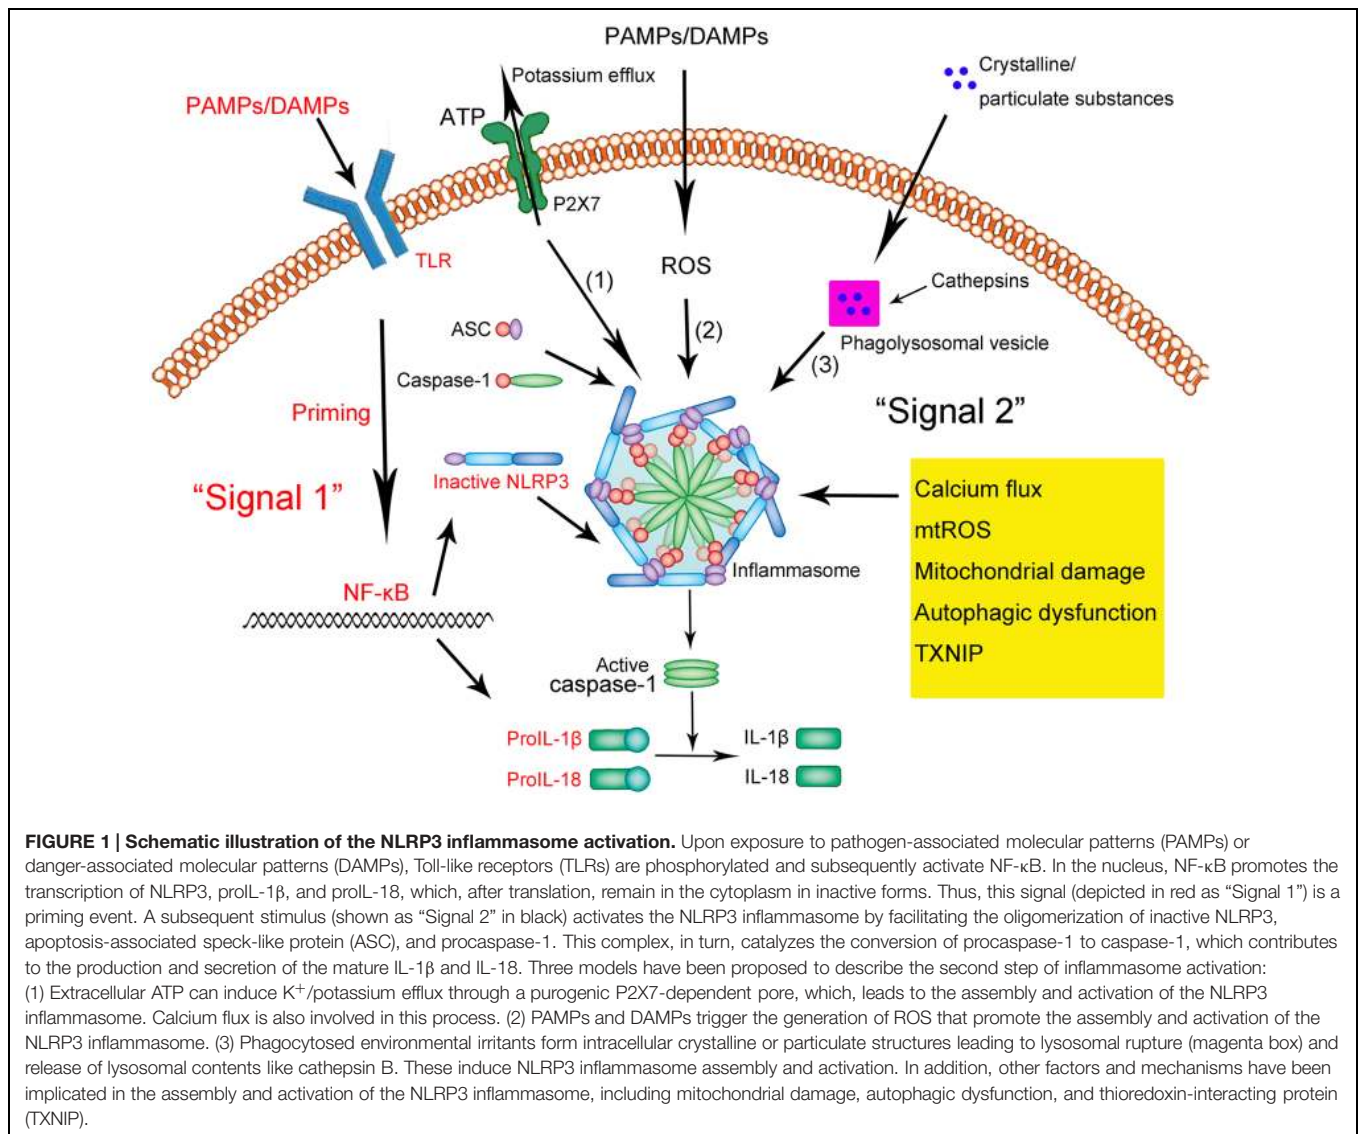 PAMPs/DAMPs
Potassium efflux
Crystalline/
particulate substances
PAMPs/DAMPs
ATP
P2X7
TLR
ROS
(1)
Cathepsins
ASC
(2)
Phagolysosomal vesicle
(3)
Caspase-1
Priming
"Signal 2"
Inactive NLRP3
"Signal 1"
Calcium flux
mtROS
Mitochondrial damage
Autophagic dysfunction
TXNIP
Inflammasome
NF-κB
Active
caspase-1
ProIL-1β
IL-1β
ProIL-18
IL-18
FIGURE 1 | Schematic illustration of the NLRP3 inflammasome activation. Upon exposure to pathogen-associated molecular patterns (PAMPs) or
danger-associated molecular patterns (DAMPs), Toll-like receptors (TLRs) are phosphorylated and subsequently activate NF-κB. In the nucleus, NF-κB promotes the
transcription of NLRP3, proIL-1β, and proIL-18, which, after translation, remain in the cytoplasm in inactive forms. Thus, this signal (depicted in red as "Signal 1") is a
priming event. A subsequent stimulus (shown as "Signal 2" in black) activates the NLRP3 inflammasome by facilitating the oligomerization of inactive NLRP3,
apoptosis-associated speck-like protein (ASC), and procaspase-1. This complex, in turn, catalyzes the conversion of procaspase-1 to caspase-1, which contributes
to the production and secretion of the mature IL-1β and IL-18. Three models have been proposed to describe the second step of inflammasome activation:
(1) Extracellular ATP can induce K+/potassium efflux through a purogenic P2X7-dependent pore, which, leads to the assembly and activation of the NLRP3
inflammasome. Calcium flux is also involved in this process. (2) PAMPs and DAMPs trigger the generation of ROS that promote the assembly and activation of the
NLRP3 inflammasome. (3) Phagocytosed environmental irritants form intracellular crystalline or particulate structures leading to lysosomal rupture (magenta box) and
release of lysosomal contents like cathepsin B. These induce NLRP3 inflammasome assembly and activation. In addition, other factors and mechanisms have been
implicated in the assembly and activation of the NLRP3 inflammasome, including mitochondrial damage, autophagic dysfunction, and thioredoxin-interacting protein
(TXNIP).